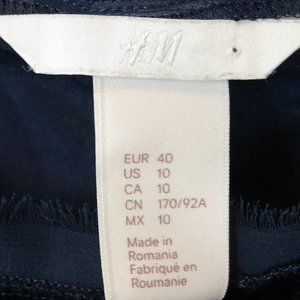 H&M
EUR 40
US 10
CA 10
CN 170/92A
MX 10
Made in
Romania
Fabriqué en
Roumanie